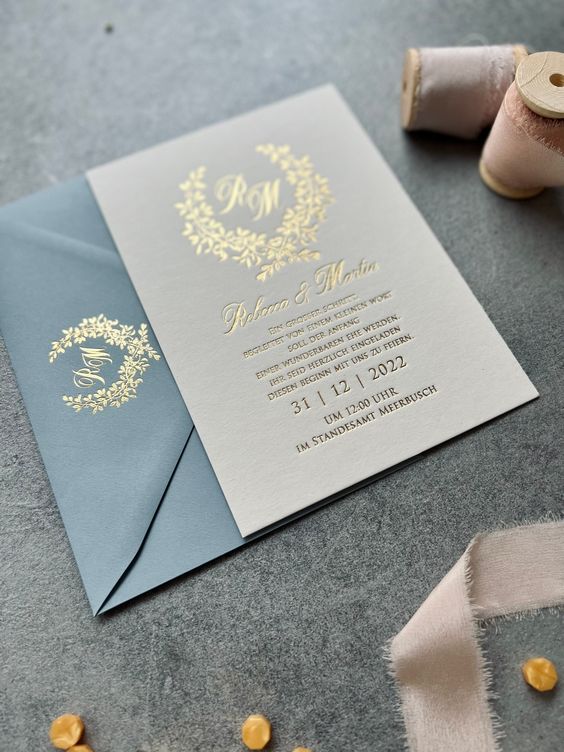 RM
Rebecca & Martin
EIN GROSSER SCHRITT,
BEGLEITET VON EINEM KLEINEN WORT
SOLL DER ANFANG
EINER WUNDERBAREN EHE WERDEN.
IHR SEID HERZLICH EINGELADEN
DIESEN BEGINN MIT UNS ZU FEIERN.
31 | 12 | 2022
UM 12:00 UHR
IM STANDESAMT MEERBUSCH